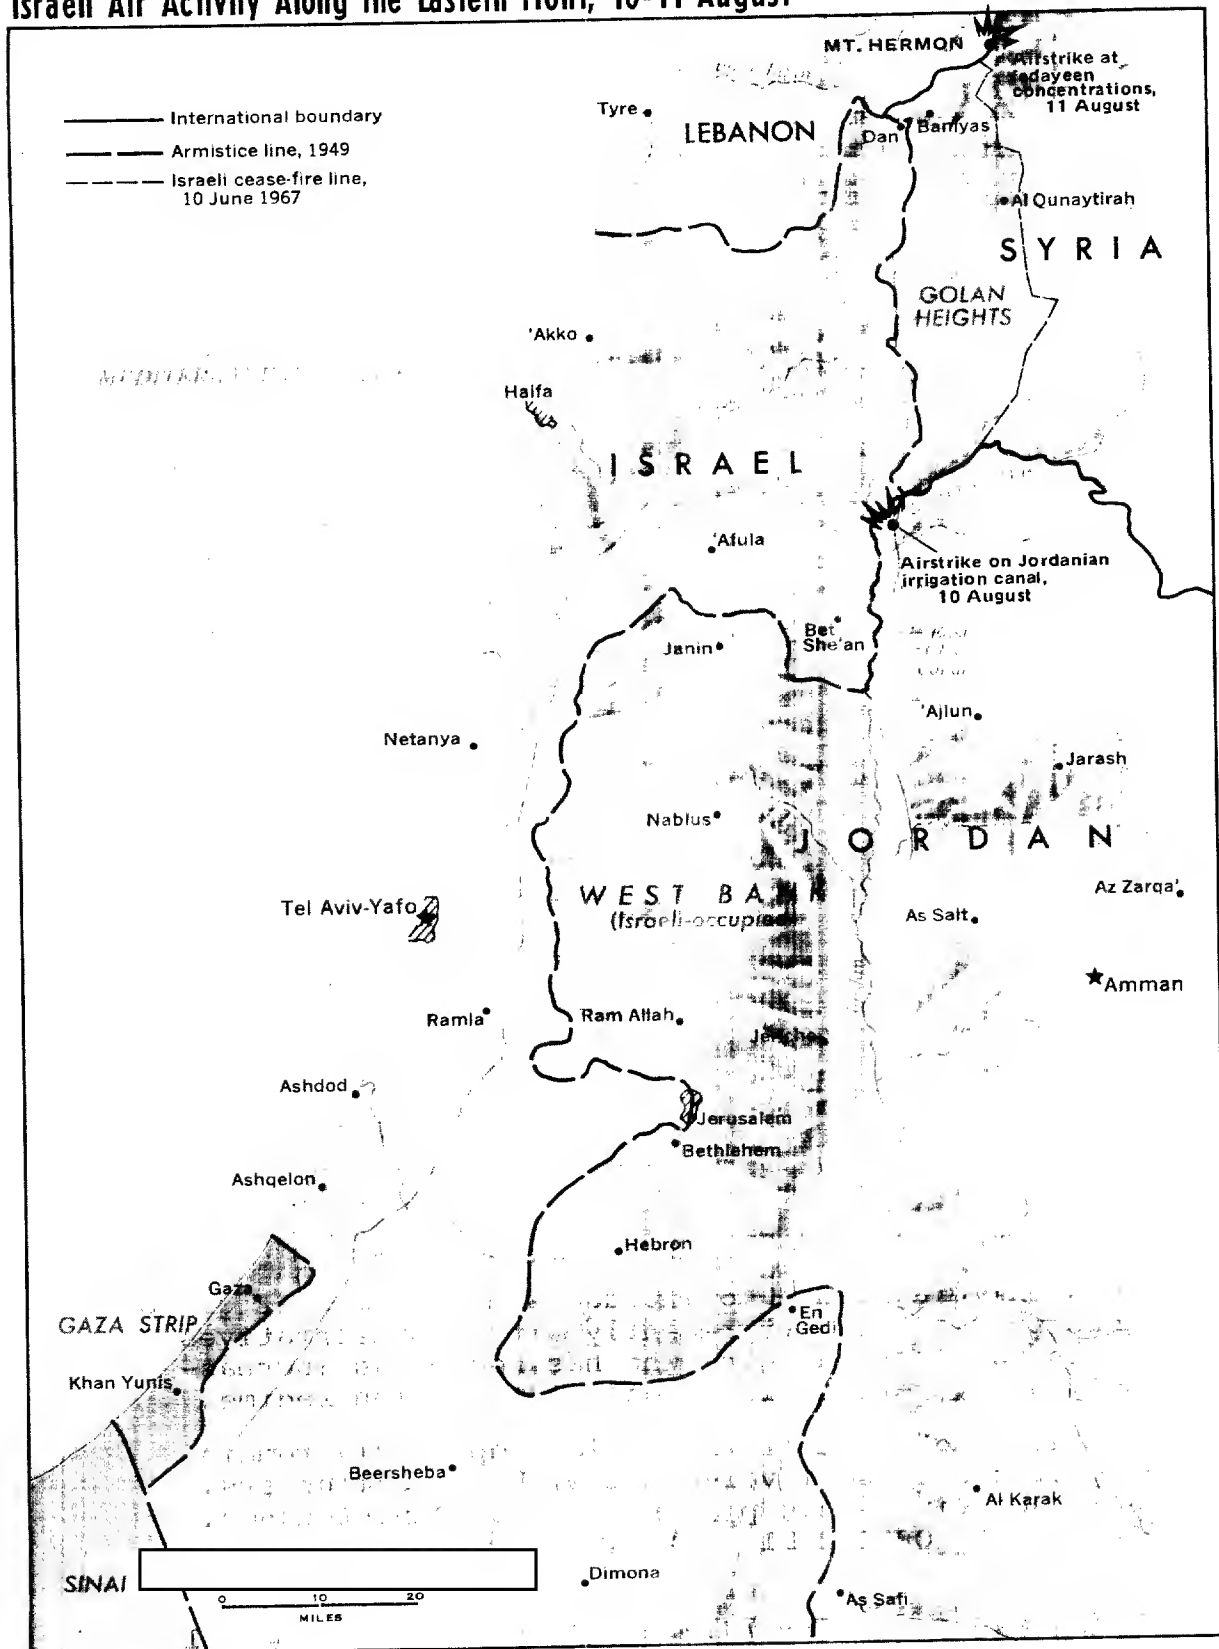 Israeli Air Activity Along the Eastern Front, 10-11 August
MT. HERMON
Airstrike at
fedayeen
concentrations,
11 August
International boundary
Armistice line, 1949
Israeli cease-fire line,
10 June 1967
Tyre
LEBANON
Dan
Baniyas
Al Qunaytirah
SYRIA
GOLAN
HEIGHTS
'Akko
Haifa
ISRAEL
'Afula
Airstrike on Jordanian
irrigation canal,
10 August
Bet
She'an
Janin
'Ajlun
Netanya
Jarash
Nablus
JORDAN
WEST BANK
(Israeli-occupied)
Az Zarqa'
Tel Aviv-Yafo
As Salt
Amman
Ramla
Ram Allah
Jericho
Ashdod
Jerusalem
Bethlehem
Ashqelon
Hebron
Gaza
GAZA STRIP
En
Gedi
Khan Yunis
Beersheba
Al Karak
SINAI
Dimona
As Safi
0 10 20
MILES